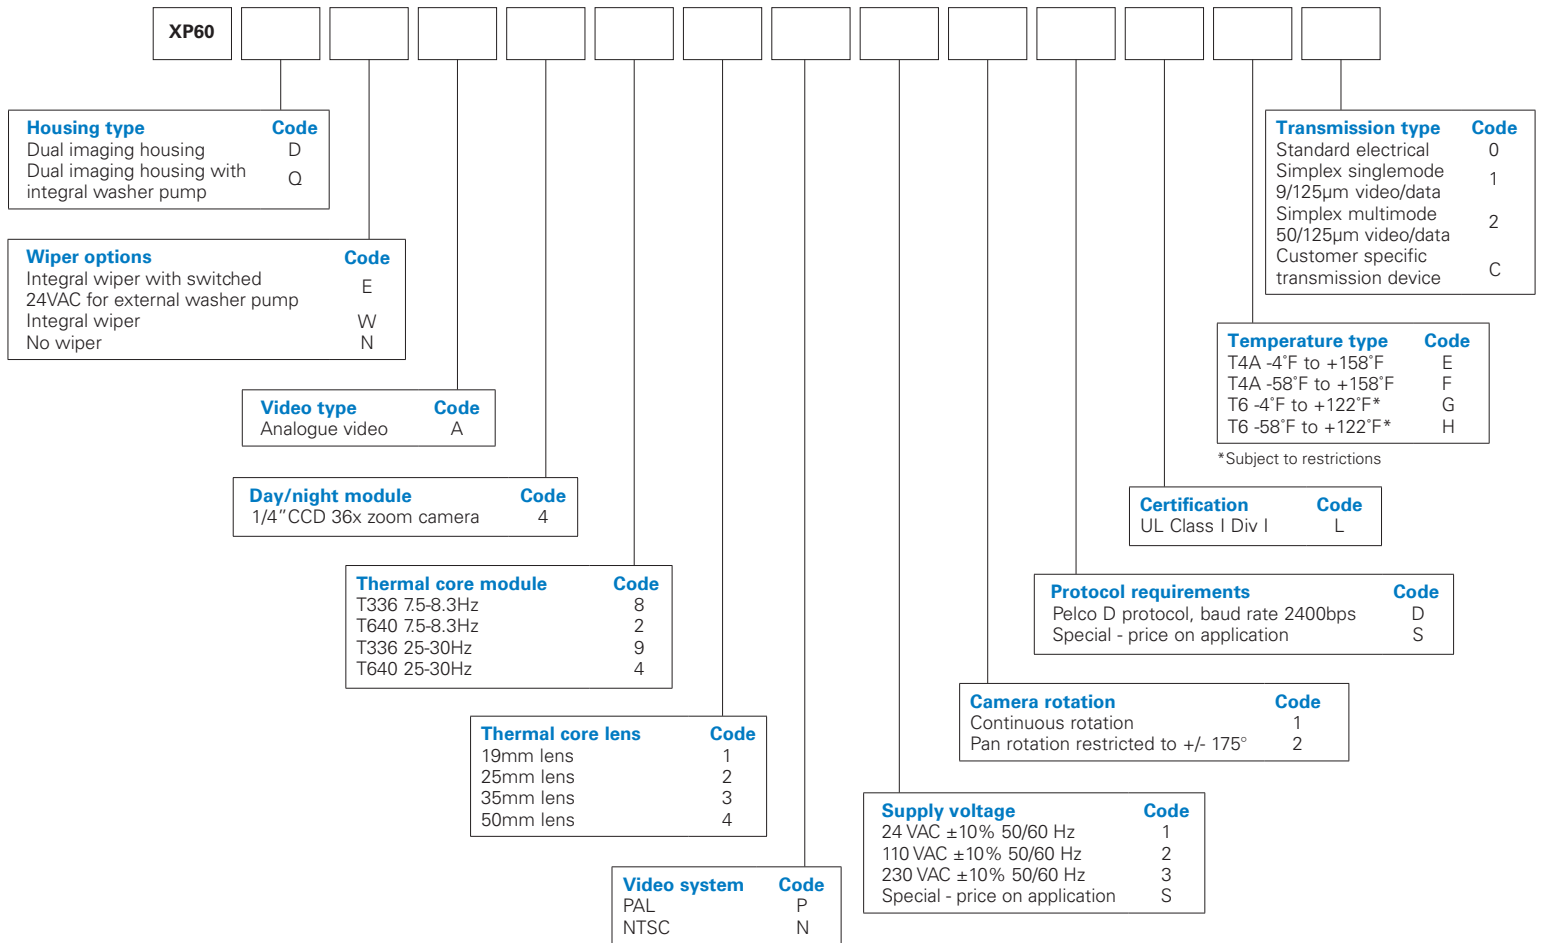 XP60
Housing type Code
Dual imaging housing D
Dual imaging housing with
integral washer pump Q
Wiper options Code
Integral wiper with switched
24VAC for external washer pump E
Integral wiper W
No wiper N
Video type Code
Analogue video A
Day/night module Code
1/4”CCD 36x zoom camera 4
Thermal core module Code
T336 7.5-8.3Hz 8
T640 7.5-8.3Hz 2
T336 25-30Hz 9
T640 25-30Hz 4
Thermal core lens Code
19mm lens 1
25mm lens 2
35mm lens 3
50mm lens 4
Video system Code
PAL P
NTSC N
Supply voltage Code
24 VAC ±10% 50/60 Hz 1
110 VAC ±10% 50/60 Hz 2
230 VAC ±10% 50/60 Hz 3
Special - price on application S
Camera rotation Code
Continuous rotation 1
Pan rotation restricted to +/- 175° 2
Protocol requirements Code
Pelco D protocol, baud rate 2400bps D
Special - price on application S
Certification Code
UL Class I Div I L
Temperature type Code
T4A -4˚F to +158˚F E
T4A -58˚F to +158˚F F
T6 -4˚F to +122˚F* G
T6 -58˚F to +122˚F* H
*Subject to restrictions
Transmission type Code
Standard electrical 0
Simplex singlemode
9/125µm video/data 1
Simplex multimode
50/125µm video/data 2
Customer specific
transmission device C